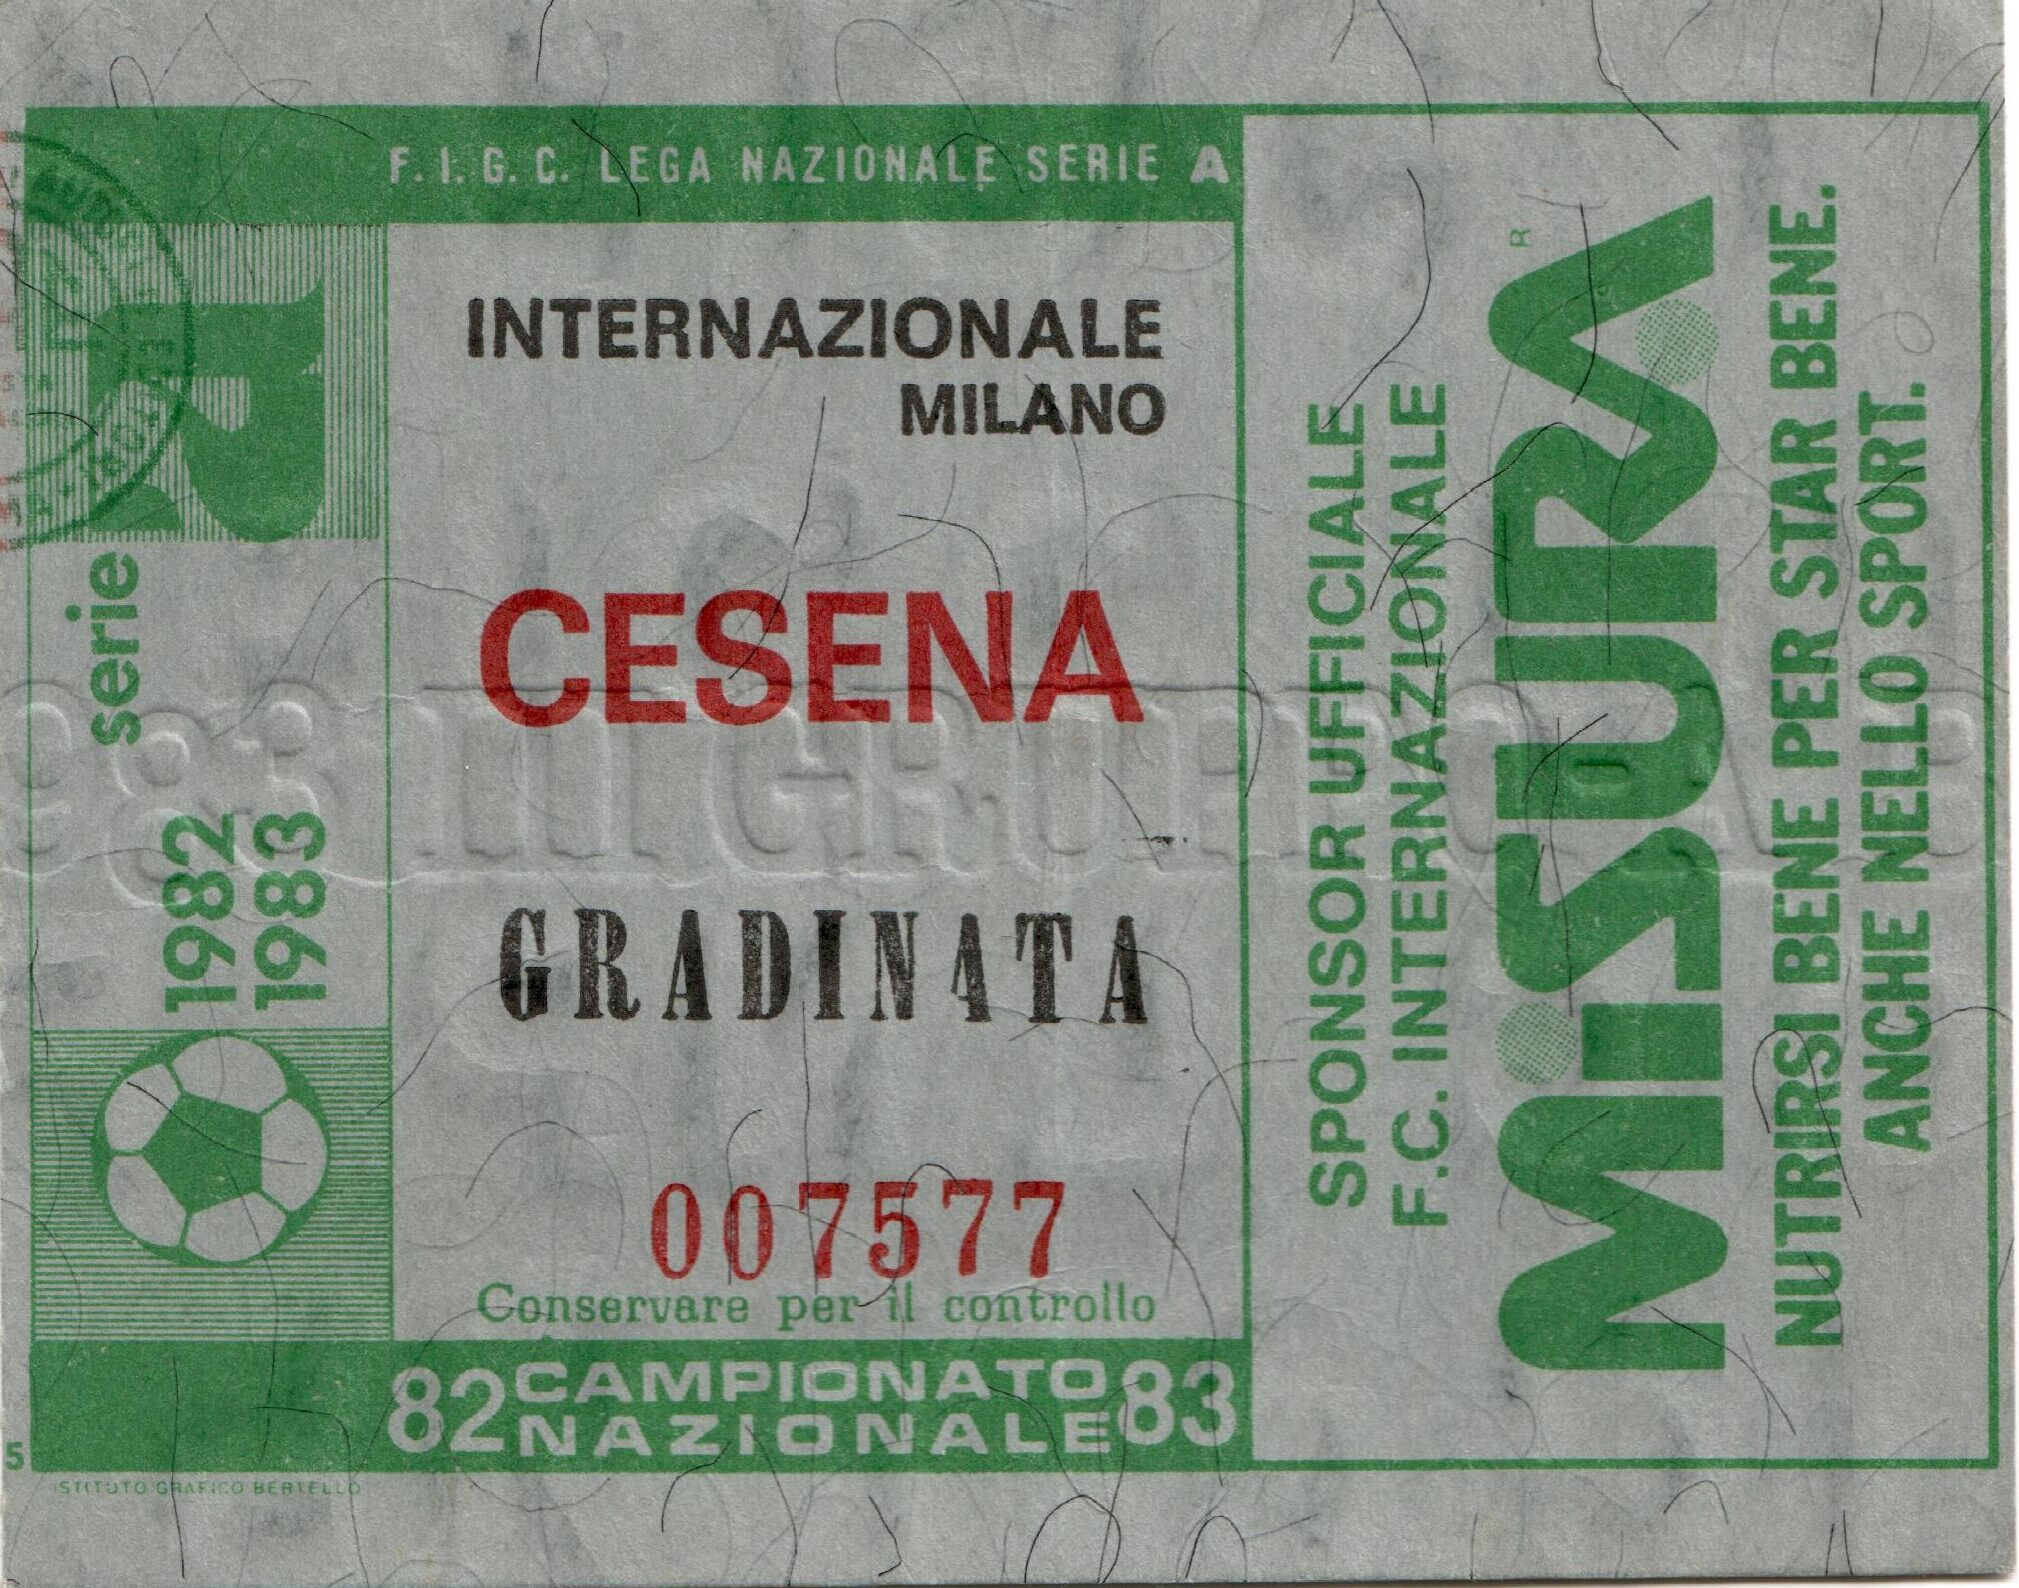 F. I. G. C. LEGA NAZIONALE SERIE A
serie A
1982
1983
INTERNAZIONALE
MILANO
CESENA
GRADINATA
007577
Conservare per il controllo
82 CAMPIONATO NAZIONALE 83
5
ISTITUTO GRAFICO BERTELLO
SPONSOR UFFICIALE
F.C. INTERNAZIONALE
MISURA
R
NUTRIRSI BENE PER STAR BENE.
ANCHE NELLO SPORT.